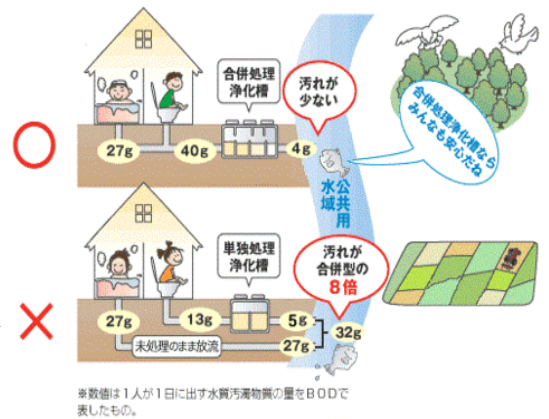 合併処理
浄化槽
汚れが
少ない
27g
40g
4g
合併処理浄化槽なら
みんなも安心だね
公共用
水域
単独処理
浄化槽
汚れが
合併型の
8倍
27g
13g
5g
32g
未処理のまま放流
27g
※数値は1人が1日に出す水質汚濁物質の量をBODで
表したもの。